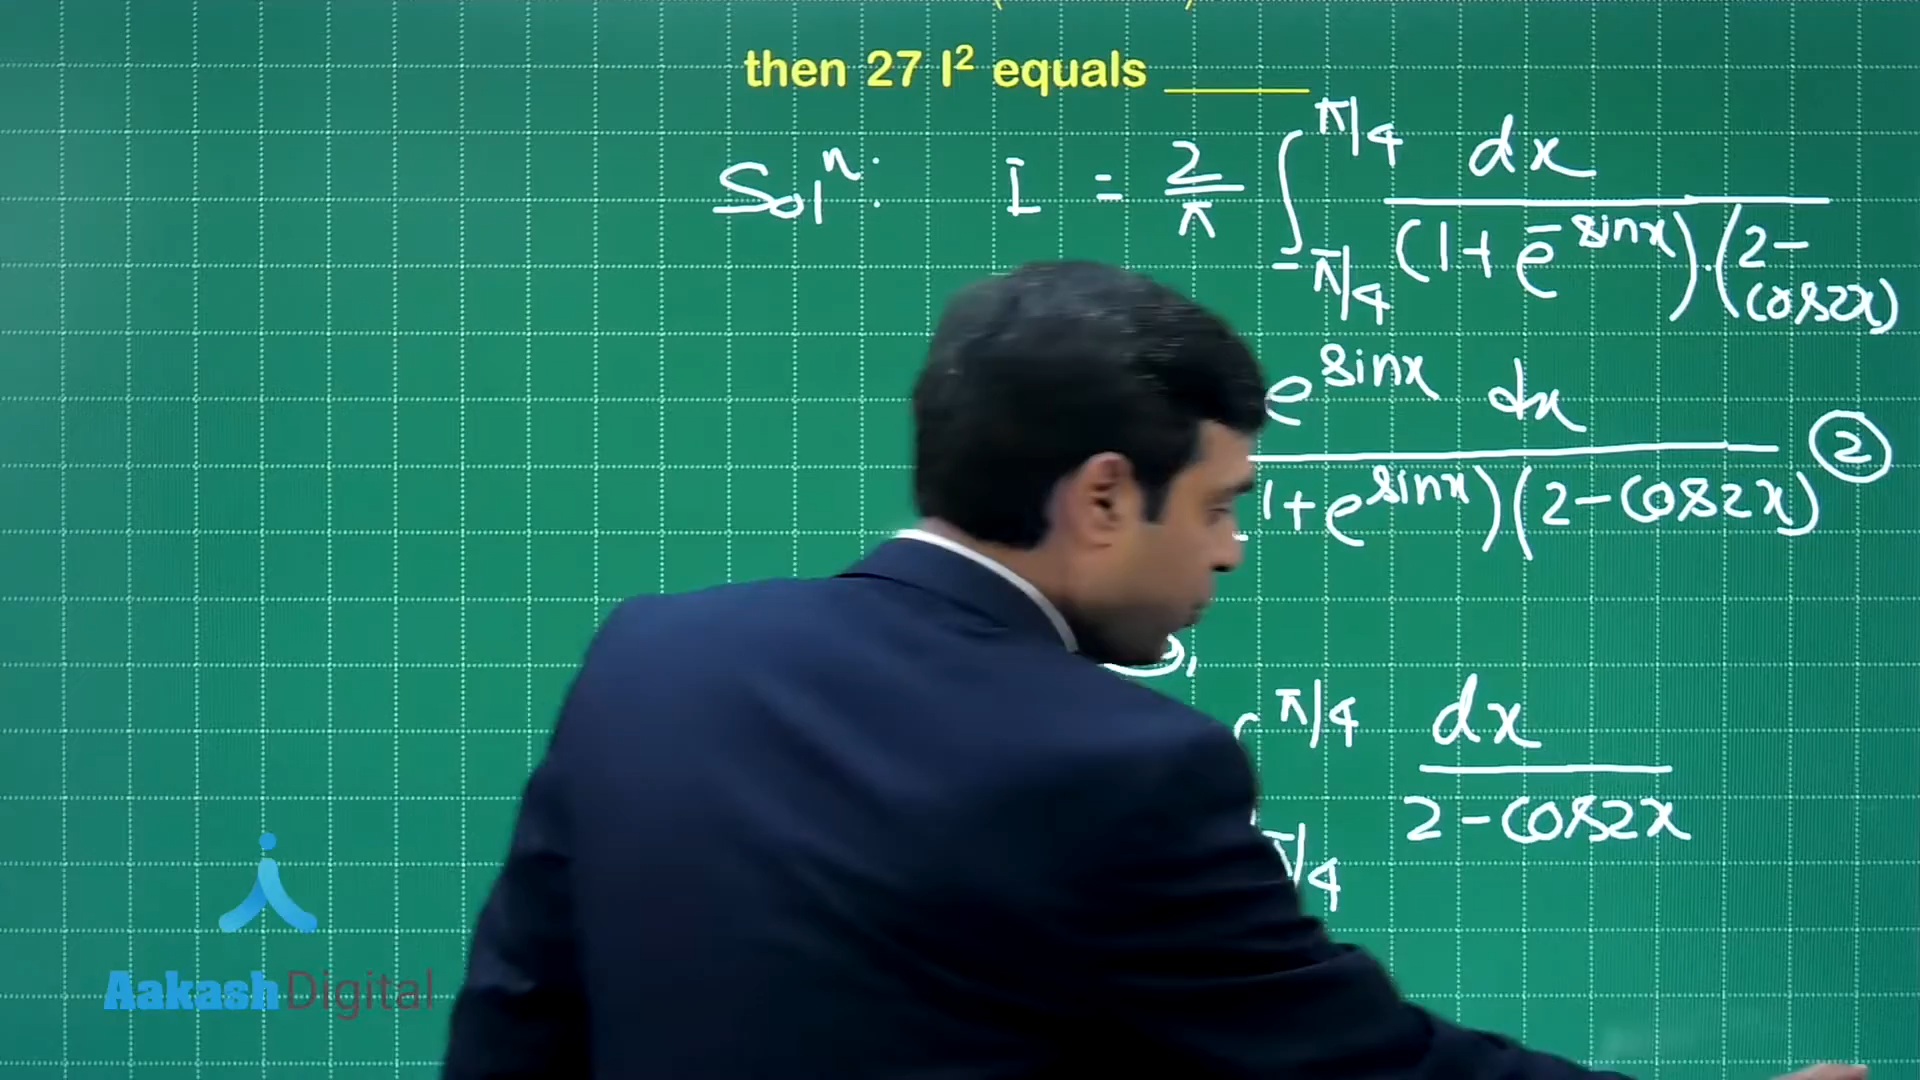 then 27 I² equals ______
Solⁿ: I = 2/π ∫_{-π/4}^{π/4} dx / (1+e^{-sinx}).(2-cos2x)
e^{sinx} dx / 1+e^{sinx})(2-cos2x) ②
π/4 dx / 2-cos2x
π/4
Aakash Digital